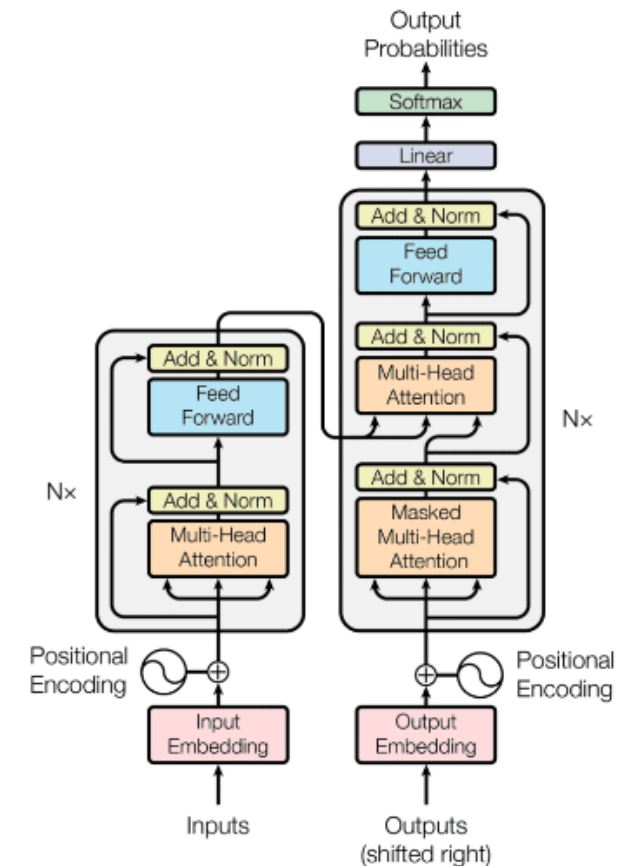 Output
Probabilities
Softmax
Linear
Add & Norm
Feed
Forward
Add & Norm
Multi-Head
Attention
Add & Norm
Masked
Multi-Head
Attention
Nx
Add & Norm
Feed
Forward
Add & Norm
Multi-Head
Attention
Nx
Positional
Encoding
Positional
Encoding
Input
Embedding
Output
Embedding
Inputs
Outputs
(shifted right)